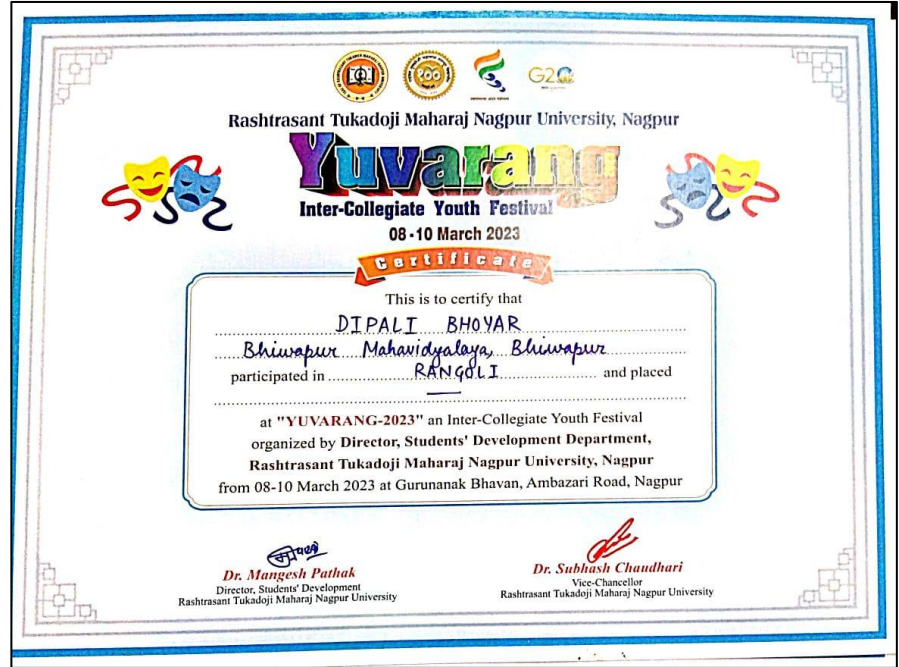 १००
G20
Rashtrasant Tukadoji Maharaj Nagpur University, Nagpur
Yuvarang
Inter-Collegiate Youth Festival
08-10 March 2023
Certificate
This is to certify that
DIPALI BHOYAR
Bhiwapur Mahavidyalaya, Bhiwapur
participated in RANGOLI and placed
—
at "YUVARANG-2023" an Inter-Collegiate Youth Festival
organized by Director, Students' Development Department,
Rashtrasant Tukadoji Maharaj Nagpur University, Nagpur
from 08-10 March 2023 at Gurunanak Bhavan, Ambazari Road, Nagpur
Dr. Mangesh Pathak
Director, Students' Development
Rashtrasant Tukadoji Maharaj Nagpur University
Dr. Subhash Chaudhari
Vice-Chancellor
Rashtrasant Tukadoji Maharaj Nagpur University